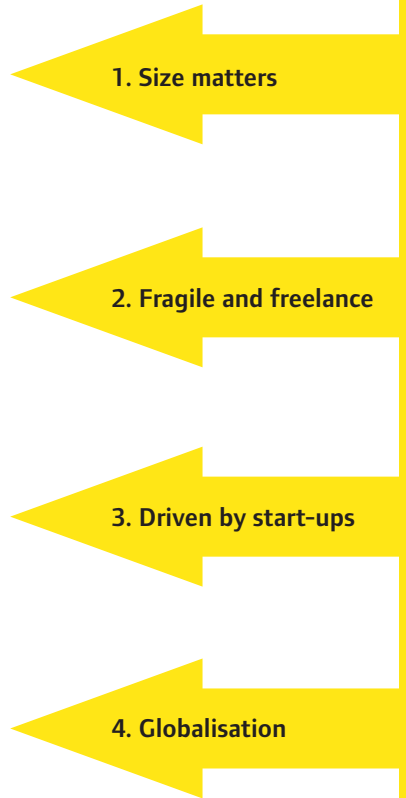 1. Size matters
2. Fragile and freelance
3. Driven by start-ups
4. Globalisation